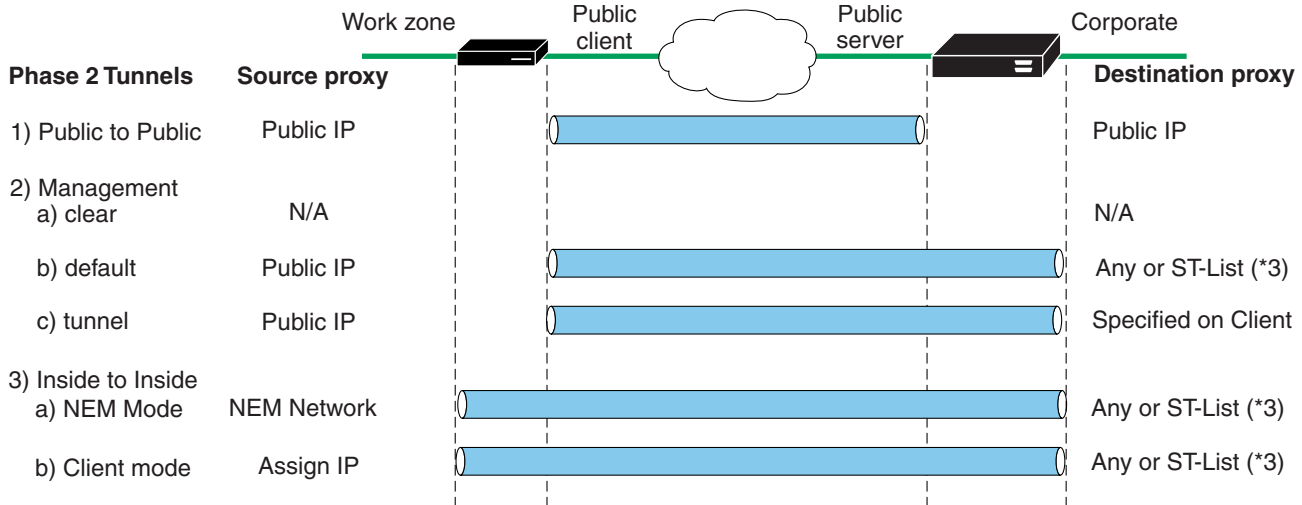 Work zone
Public client
Public server
Corporate
Phase 2 Tunnels Source proxy Destination proxy
1) Public to Public Public IP Public IP
2) Management
a) clear N/A N/A
b) default Public IP Any or ST-List (*3)
c) tunnel Public IP Specified on Client
3) Inside to Inside
a) NEM Mode NEM Network Any or ST-List (*3)
b) Client mode Assign IP Any or ST-List (*3)